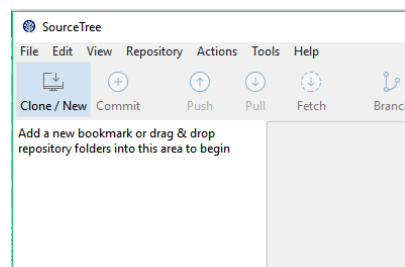 SourceTree
File Edit View Repository Actions Tools Help
Clone / New Commit Push Pull Fetch
Add a new bookmark or drag & drop
repository folders into this area to begin